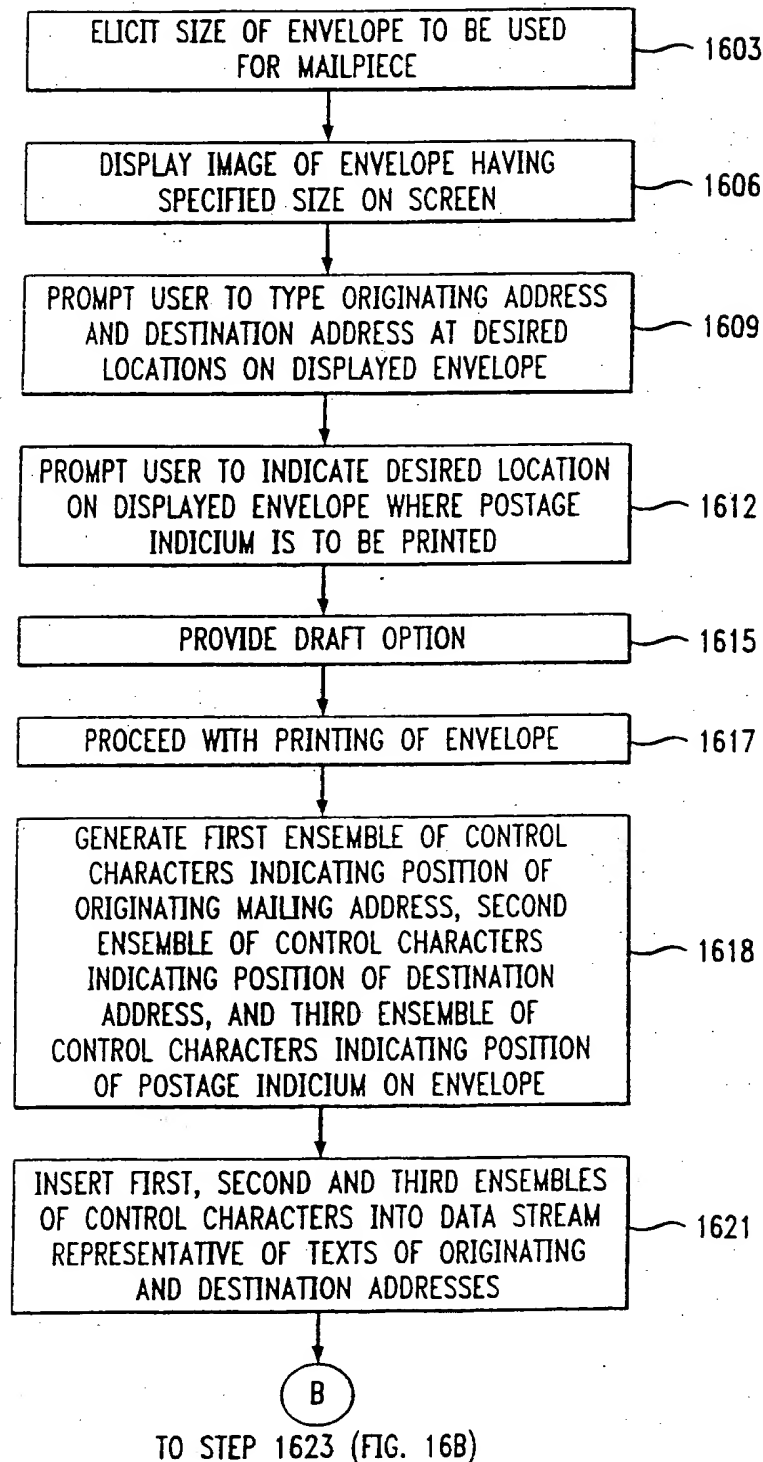 ELICIT SIZE OF ENVELOPE TO BE USED
FOR MAILPIECE
1603
DISPLAY IMAGE OF ENVELOPE HAVING
SPECIFIED SIZE ON SCREEN
1606
PROMPT USER TO TYPE ORIGINATING ADDRESS
AND DESTINATION ADDRESS AT DESIRED
LOCATIONS ON DISPLAYED ENVELOPE
1609
PROMPT USER TO INDICATE DESIRED LOCATION
ON DISPLAYED ENVELOPE WHERE POSTAGE
INDICIUM IS TO BE PRINTED
1612
PROVIDE DRAFT OPTION
1615
PROCEED WITH PRINTING OF ENVELOPE
1617
GENERATE FIRST ENSEMBLE OF CONTROL
CHARACTERS INDICATING POSITION OF
ORIGINATING MAILING ADDRESS, SECOND
ENSEMBLE OF CONTROL CHARACTERS
INDICATING POSITION OF DESTINATION
ADDRESS, AND THIRD ENSEMBLE OF
CONTROL CHARACTERS INDICATING POSITION
OF POSTAGE INDICIUM ON ENVELOPE
1618
INSERT FIRST, SECOND AND THIRD ENSEMBLES
OF CONTROL CHARACTERS INTO DATA STREAM
REPRESENTATIVE OF TEXTS OF ORIGINATING
AND DESTINATION ADDRESSES
1621
B
TO STEP 1623 (FIG. 16B)